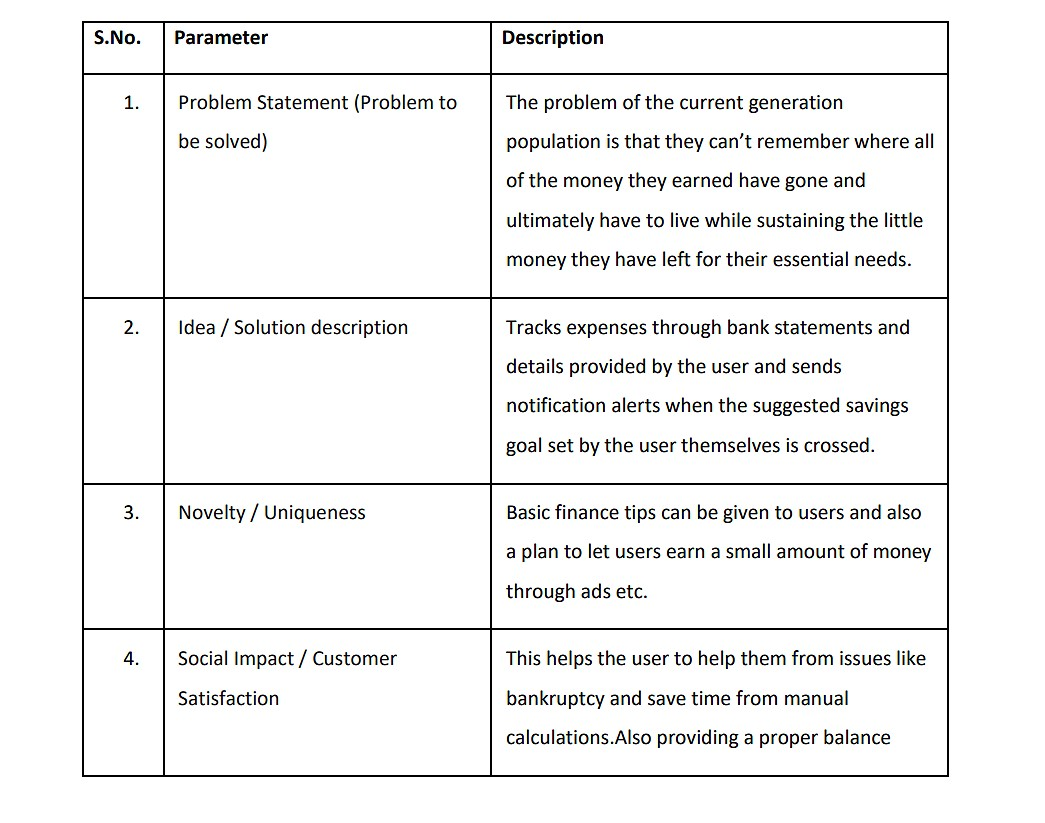 S.No. Parameter Description
1. Problem Statement (Problem to
be solved)
The problem of the current generation
population is that they can’t remember where all
of the money they earned have gone and
ultimately have to live while sustaining the little
money they have left for their essential needs.
2. Idea / Solution description
Tracks expenses through bank statements and
details provided by the user and sends
notification alerts when the suggested savings
goal set by the user themselves is crossed.
3. Novelty / Uniqueness
Basic finance tips can be given to users and also
a plan to let users earn a small amount of money
through ads etc.
4. Social Impact / Customer
Satisfaction
This helps the user to help them from issues like
bankruptcy and save time from manual
calculations.Also providing a proper balance